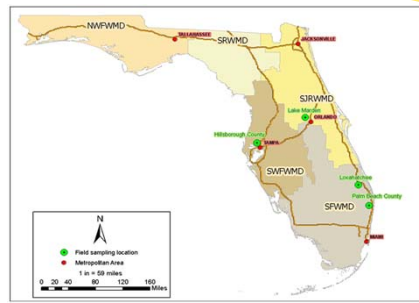 NWFWMD
TALLAHASSEE
SRWMD
JACKSONVILLE
SJRWMD
Lake Marden
ORLANDO
Hillsborough County
TAMPA
SWFWMD
Loxahatchee
Palm Beach County
SFWMD
MIAMI
N
Field sampling location
Metropolitan Area
1 in = 59 miles
0 20 40 80 120 160
Miles